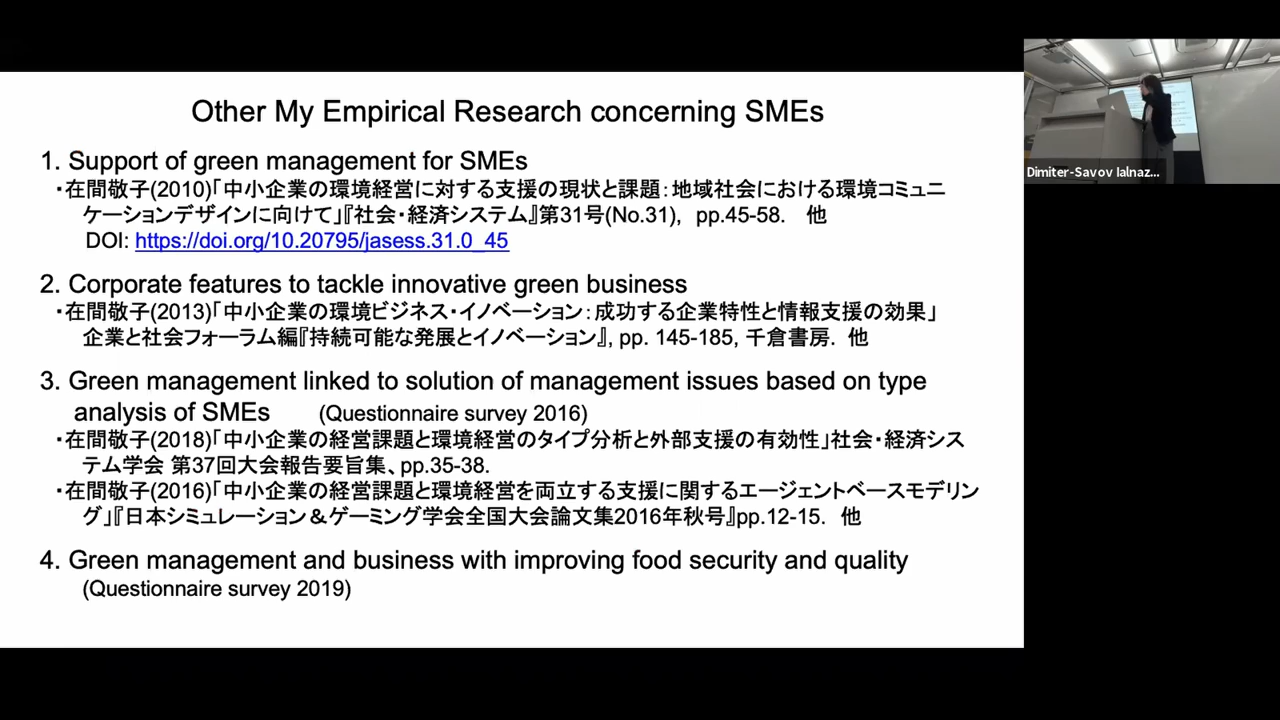 Other My Empirical Research concerning SMEs
1. Support of green management for SMEs
・在間敬子(2010)「中小企業の環境経営に対する支援の現状と課題：地域社会における環境コミュニ
ケーションデザインに向けて」『社会・経済システム』第31号(No.31), pp.45-58. 他
DOI: https://doi.org/10.20795/jasess.31.0_45
2. Corporate features to tackle innovative green business
・在間敬子(2013)「中小企業の環境ビジネス・イノベーション：成功する企業特性と情報支援の効果」
企業と社会フォーラム編『持続可能な発展とイノベーション』, pp. 145-185, 千倉書房. 他
3. Green management linked to solution of management issues based on type
analysis of SMEs (Questionnaire survey 2016)
・在間敬子(2018)「中小企業の経営課題と環境経営のタイプ分析と外部支援の有効性」社会・経済シス
テム学会 第37回大会報告要旨集、pp.35-38.
・在間敬子(2016)「中小企業の経営課題と環境経営を両立する支援に関するエージェントベースモデリン
グ」『日本シミュレーション＆ゲーミング学会全国大会論文集2016年秋号』pp.12-15. 他
4. Green management and business with improving food security and quality
(Questionnaire survey 2019)
Dimiter-Savov Ialnaz...